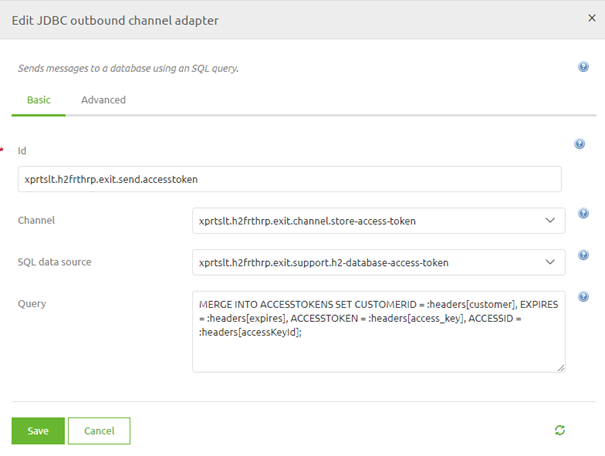 Edit JDBC outbound channel adapter
×
Sends messages to a database using an SQL query.
Basic Advanced
* Id
xprtslt.h2frthrp.exit.send.accesstoken
Channel xprtslt.h2frthrp.exit.channel.store-access-token
SQL data source xprtslt.h2frthrp.exit.support.h2-database-access-token
Query MERGE INTO ACCESSTOKENS SET CUSTOMERID = :headers[customer], EXPIRES
= :headers[expires], ACCESSTOKEN = :headers[access_key], ACCESSID =
:headers[accessKeyId];
Save Cancel